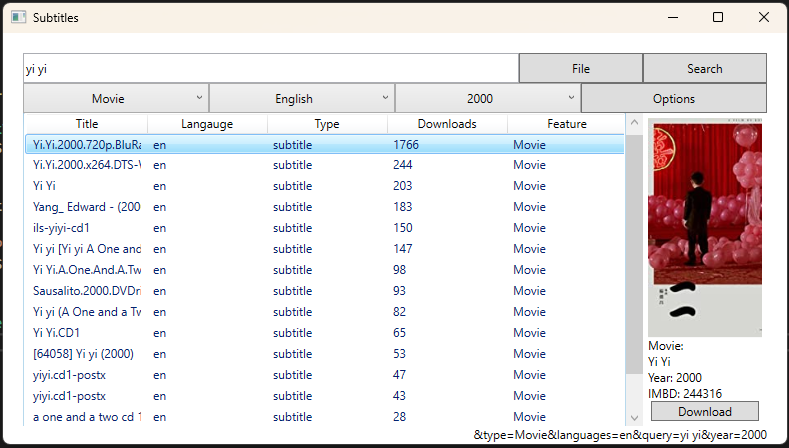 Subtitles
yi yi File Search
Movie English 2000 Options
Title Langauge Type Downloads Feature
Yi.Yi.2000.720p.BluRa en subtitle 1766 Movie
Yi.Yi.2000.x264.DTS-W en subtitle 244 Movie
Yi Yi en subtitle 203 Movie
Yang_ Edward - (200 en subtitle 183 Movie
ils-yiyi-cd1 en subtitle 150 Movie
Yi yi [Yi yi A One and en subtitle 147 Movie
Yi Yi.A.One.And.A.Tw en subtitle 98 Movie
Sausalito.2000.DVDri en subtitle 93 Movie
Yi yi (A One and a Tw en subtitle 82 Movie
Yi Yi.CD1 en subtitle 65 Movie
[64058] Yi yi (2000) en subtitle 53 Movie
yiyi.cd1-postx en subtitle 47 Movie
yiyi.cd1-postx en subtitle 43 Movie
a one and a two cd 1 en subtitle 28 Movie
囍
一一
Movie:
Yi Yi
Year: 2000
IMBD: 244316
Download
&type=Movie&languages=en&query=yi yi&year=2000